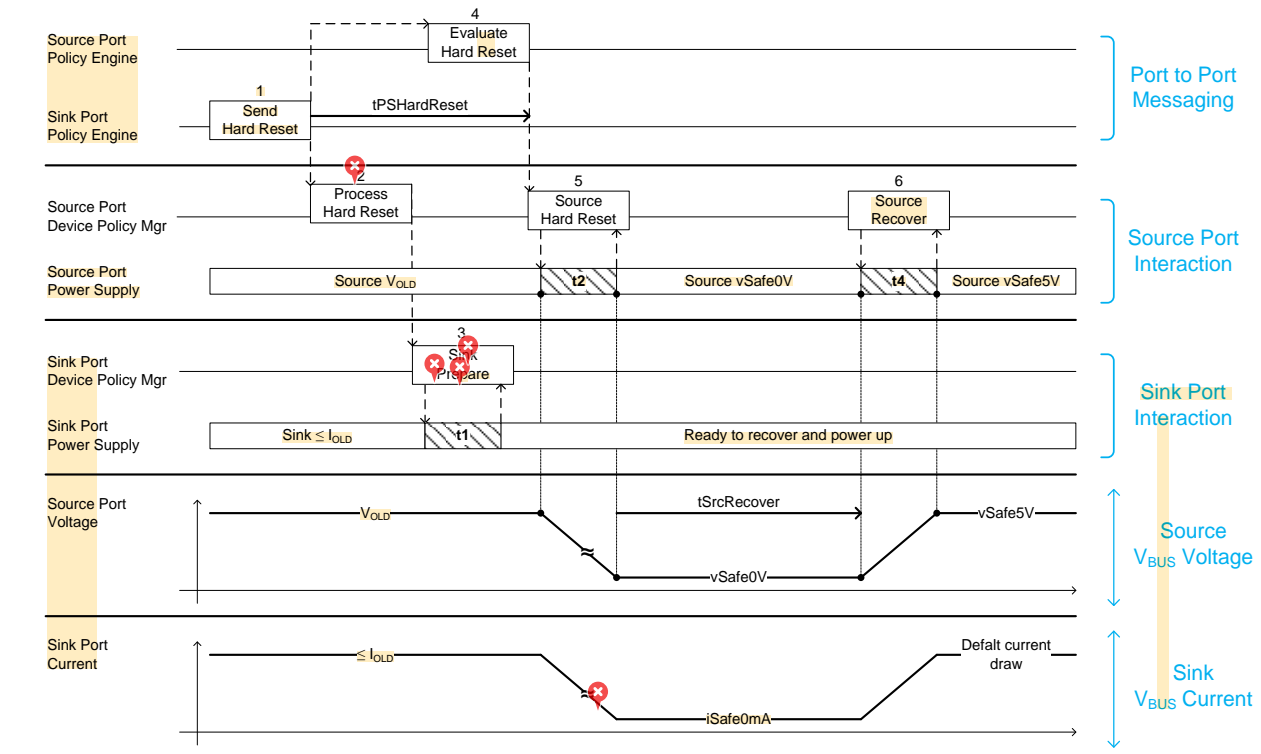 4
Source Port
Policy Engine
Evaluate
Hard Reset
Port to Port
Messaging
1
Sink Port
Policy Engine
Send
Hard Reset
tPSHardReset
2
Source Port
Device Policy Mgr
Process
Hard Reset
5
Source
Hard Reset
6
Source
Recover
Source Port
Interaction
Source Port
Power Supply
Source VOLD
t2
Source vSafe0V
t4
Source vSafe5V
3
Sink Port
Device Policy Mgr
Sink
Prepare
Sink Port
Interaction
Sink Port
Power Supply
Sink ≤ IOLD
t1
Ready to recover and power up
Source Port
Voltage
VOLD
tSrcRecover
vSafe5V
vSafe0V
Source
VBUS Voltage
Sink Port
Current
≤ IOLD
iSafe0mA
Defalt current
draw
Sink
VBUS Current